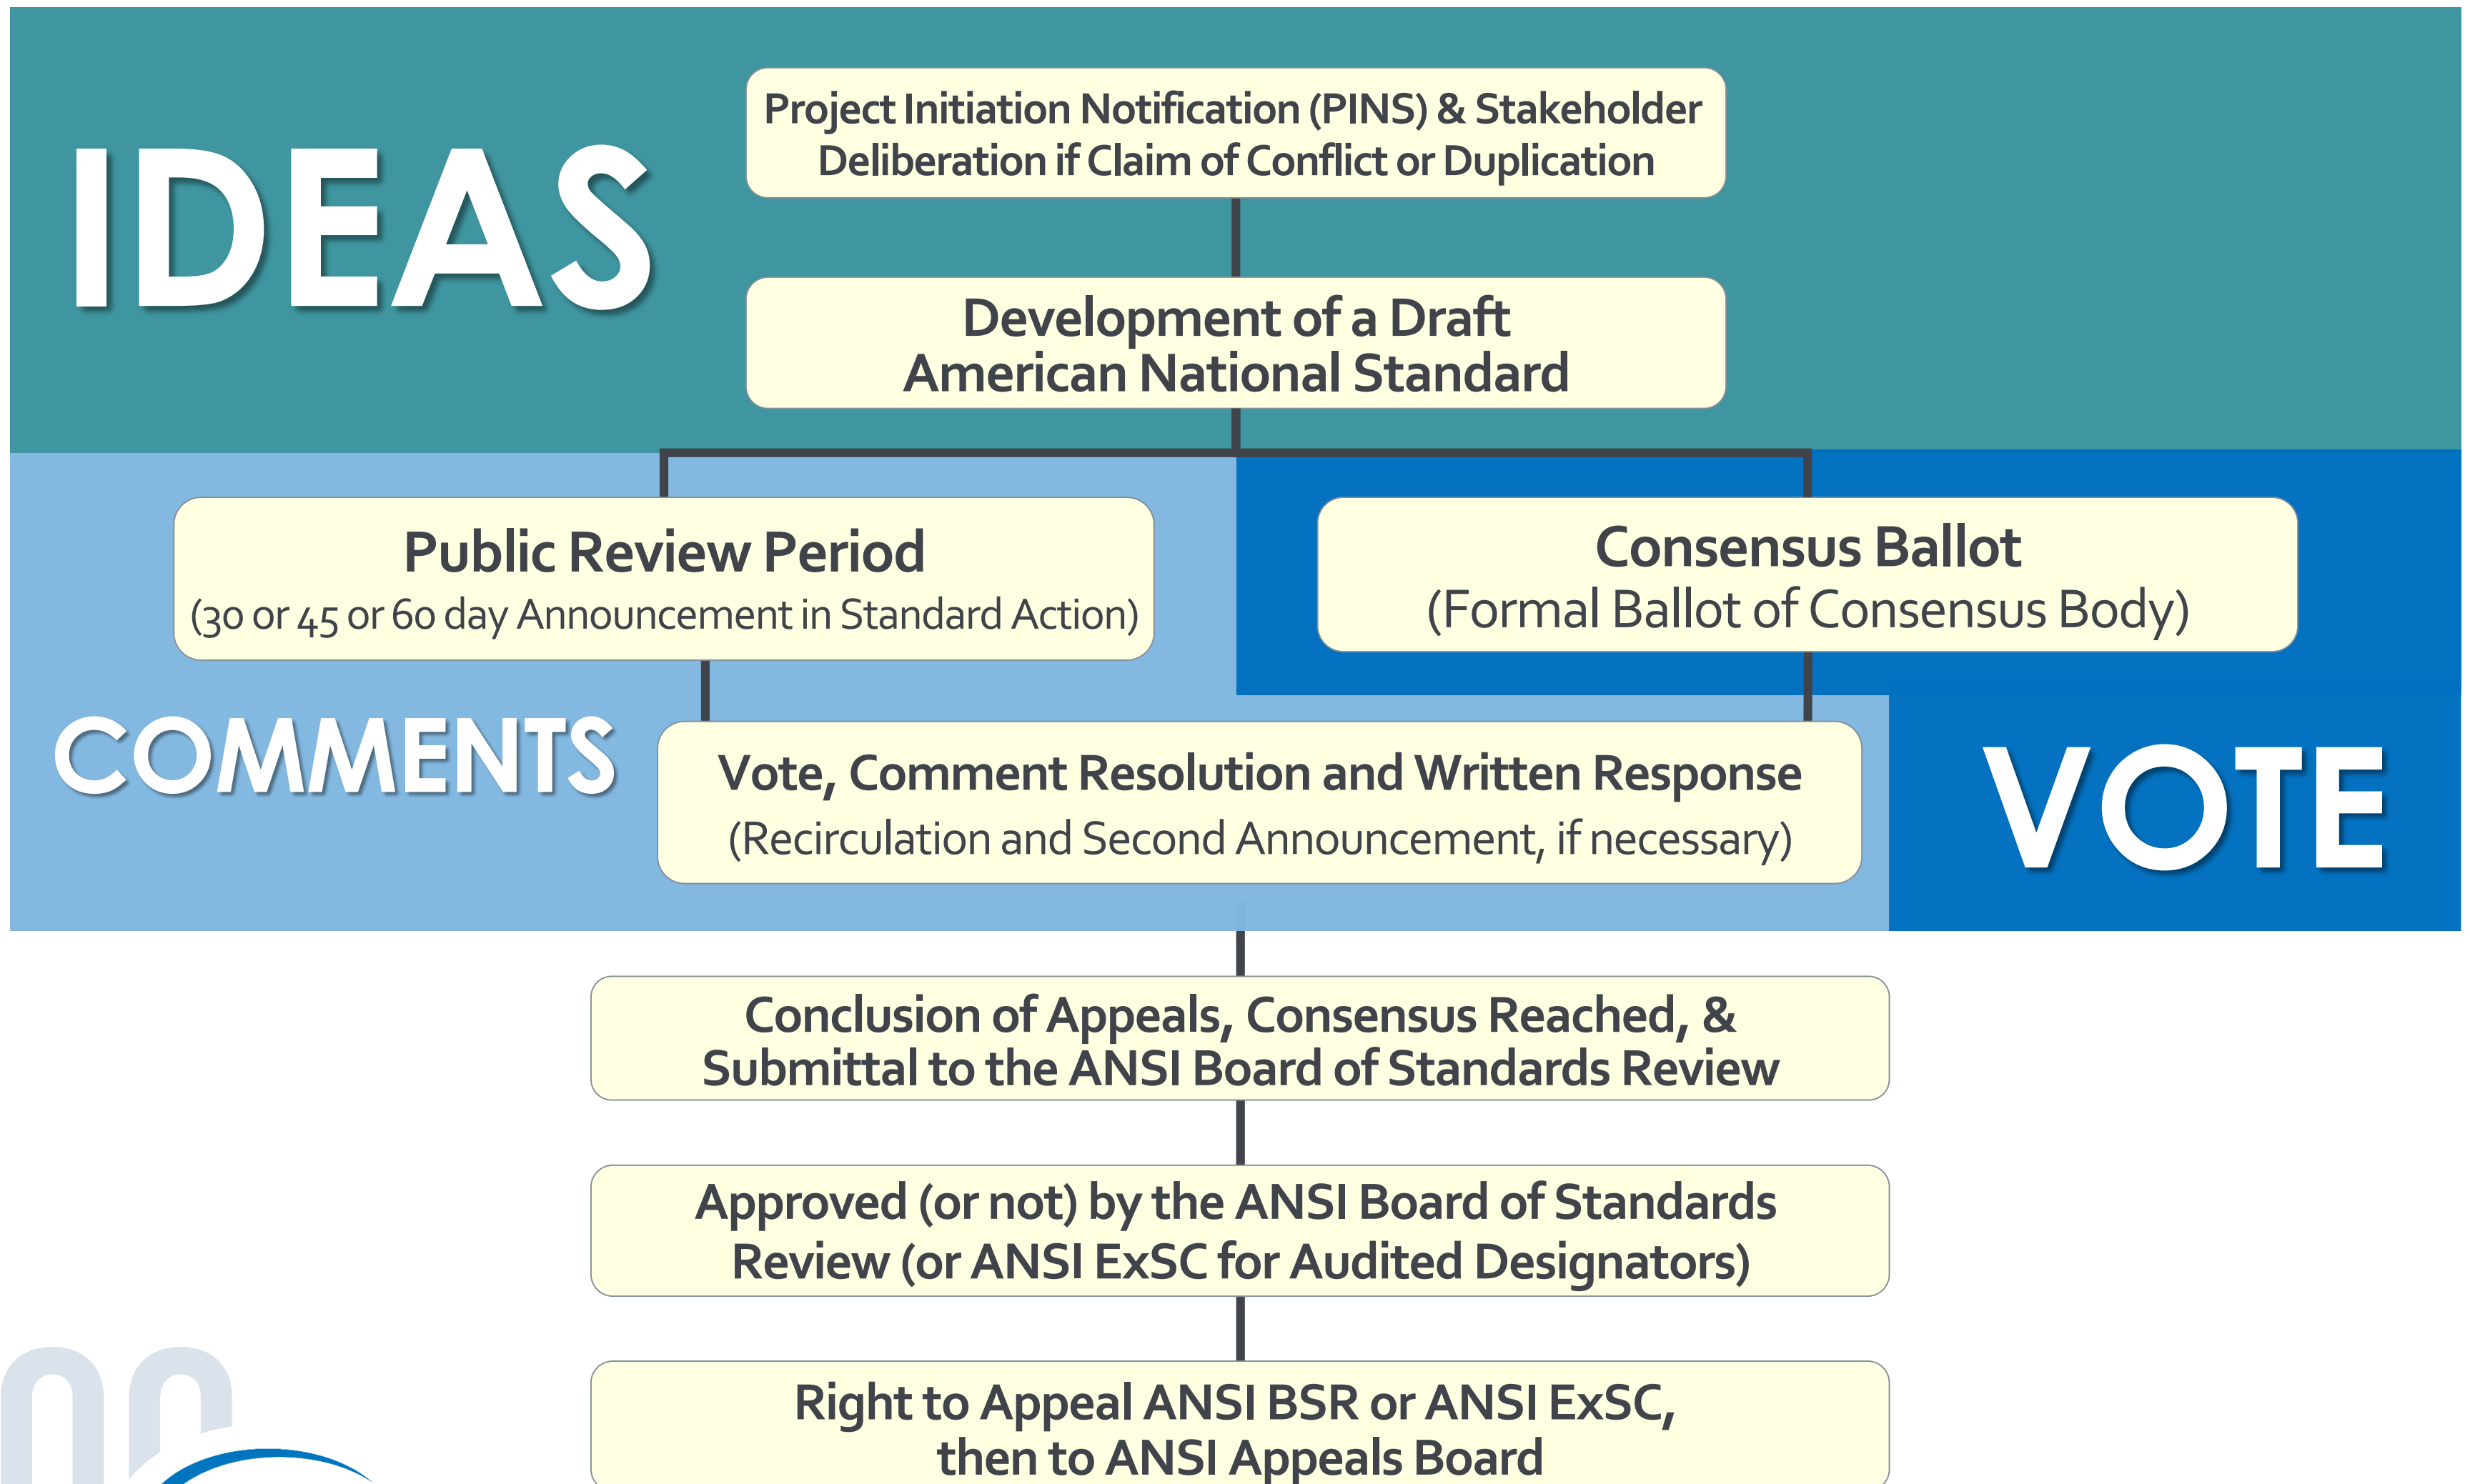 IDEAS
Project Initiation Notification (PINS) & Stakeholder
Deliberation if Claim of Conflict or Duplication
Development of a Draft
American National Standard
Public Review Period
(30 or 45 or 60 day Announcement in Standard Action)
Consensus Ballot
(Formal Ballot of Consensus Body)
COMMENTS
Vote, Comment Resolution and Written Response
(Recirculation and Second Announcement, if necessary)
VOTE
Conclusion of Appeals, Consensus Reached, &
Submittal to the ANSI Board of Standards Review
Approved (or not) by the ANSI Board of Standards
Review (or ANSI ExSC for Audited Designators)
Right to Appeal ANSI BSR or ANSI ExSC,
then to ANSI Appeals Board